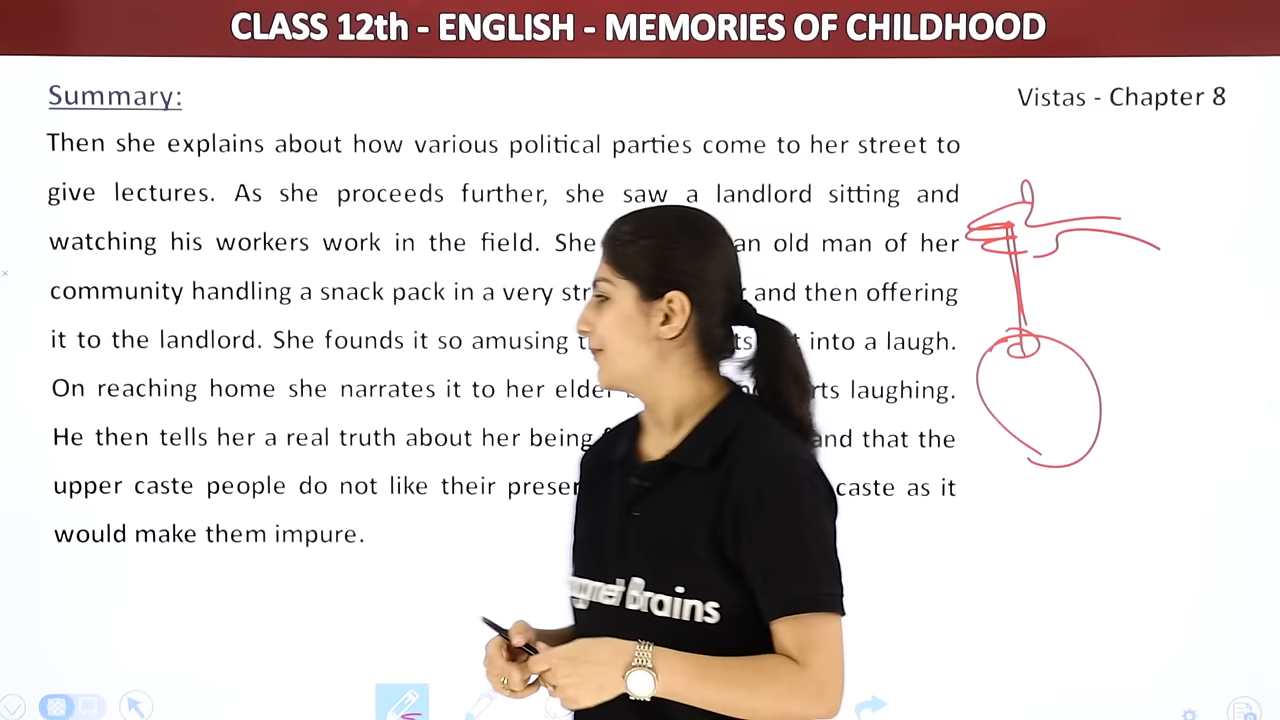 CLASS 12th - ENGLISH - MEMORIES OF CHILDHOOD
Summary:
Vistas - Chapter 8
Then she explains about how various political parties come to her street to
give lectures. As she proceeds further, she saw a landlord sitting and
watching his workers work in the field. She an old man of her
community handling a snack pack in a very and then offering
it to the landlord. She founds it so amusing into a laugh.
On reaching home she narrates it to her elder laughing.
He then tells her a real truth about her being and that the
upper caste people do not like their caste as it
would make them impure.
Brains